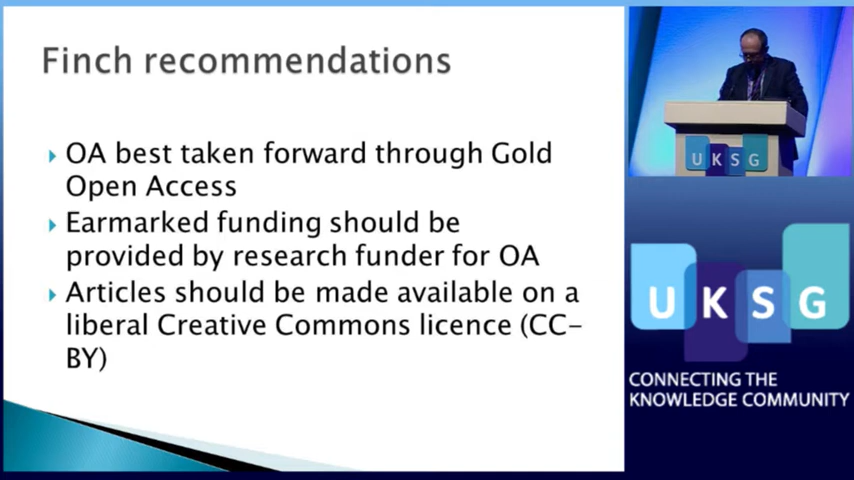 Finch recommendations
OA best taken forward through Gold
Open Access
Earmarked funding should be
provided by research funder for OA
Articles should be made available on a
liberal Creative Commons licence (CC-
BY)
UKSG
UKSG
CONNECTING THE
KNOWLEDGE COMMUNITY